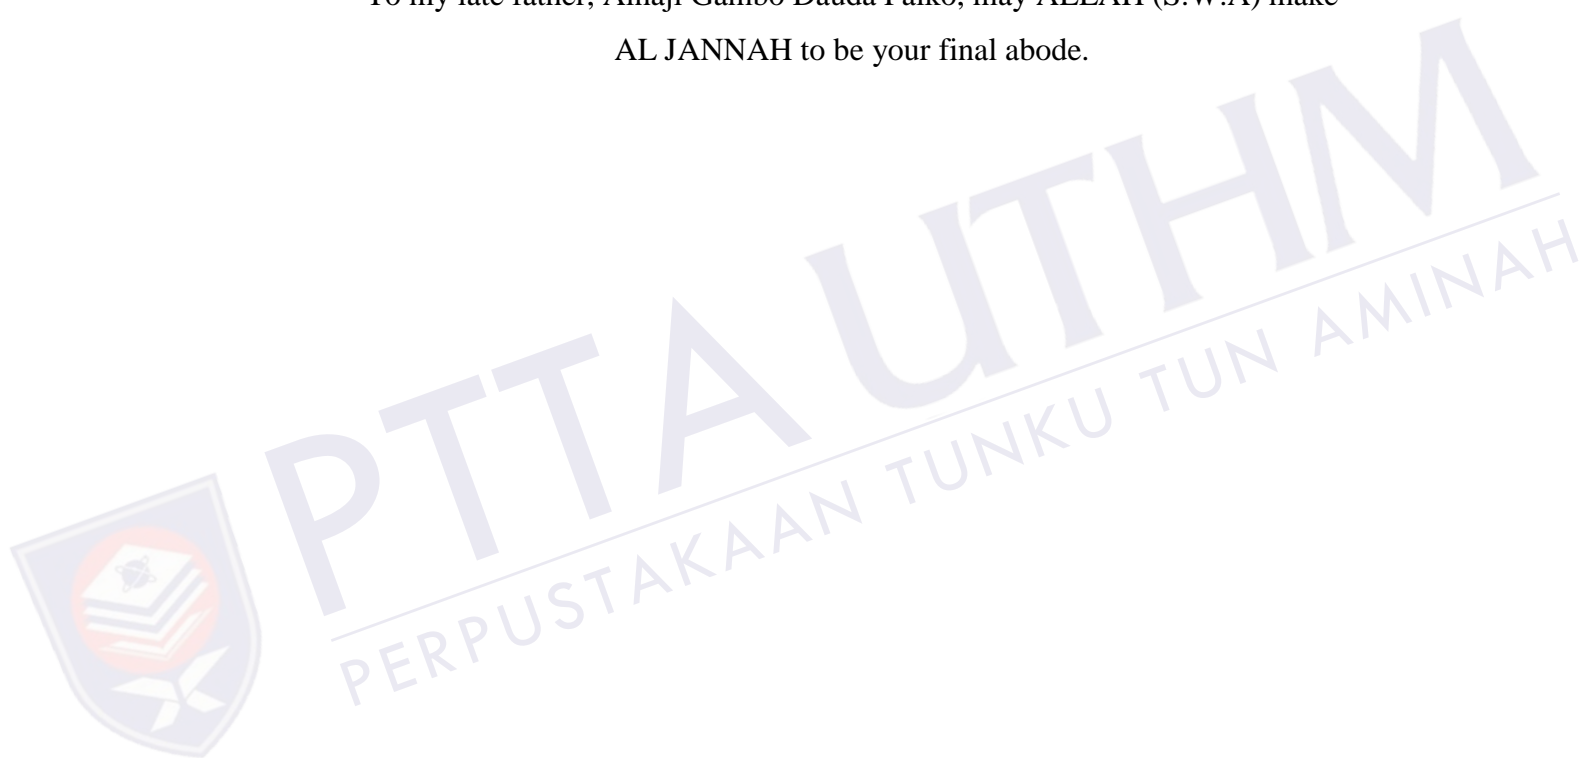 To my late father, Alhaji Gambo Dauda Paiko, may ALLAH (S.W.A) make
AL JANNAH to be your final abode.
PTTA UTHM
PERPUSTAKAAN TUNKU TUN AMINAH